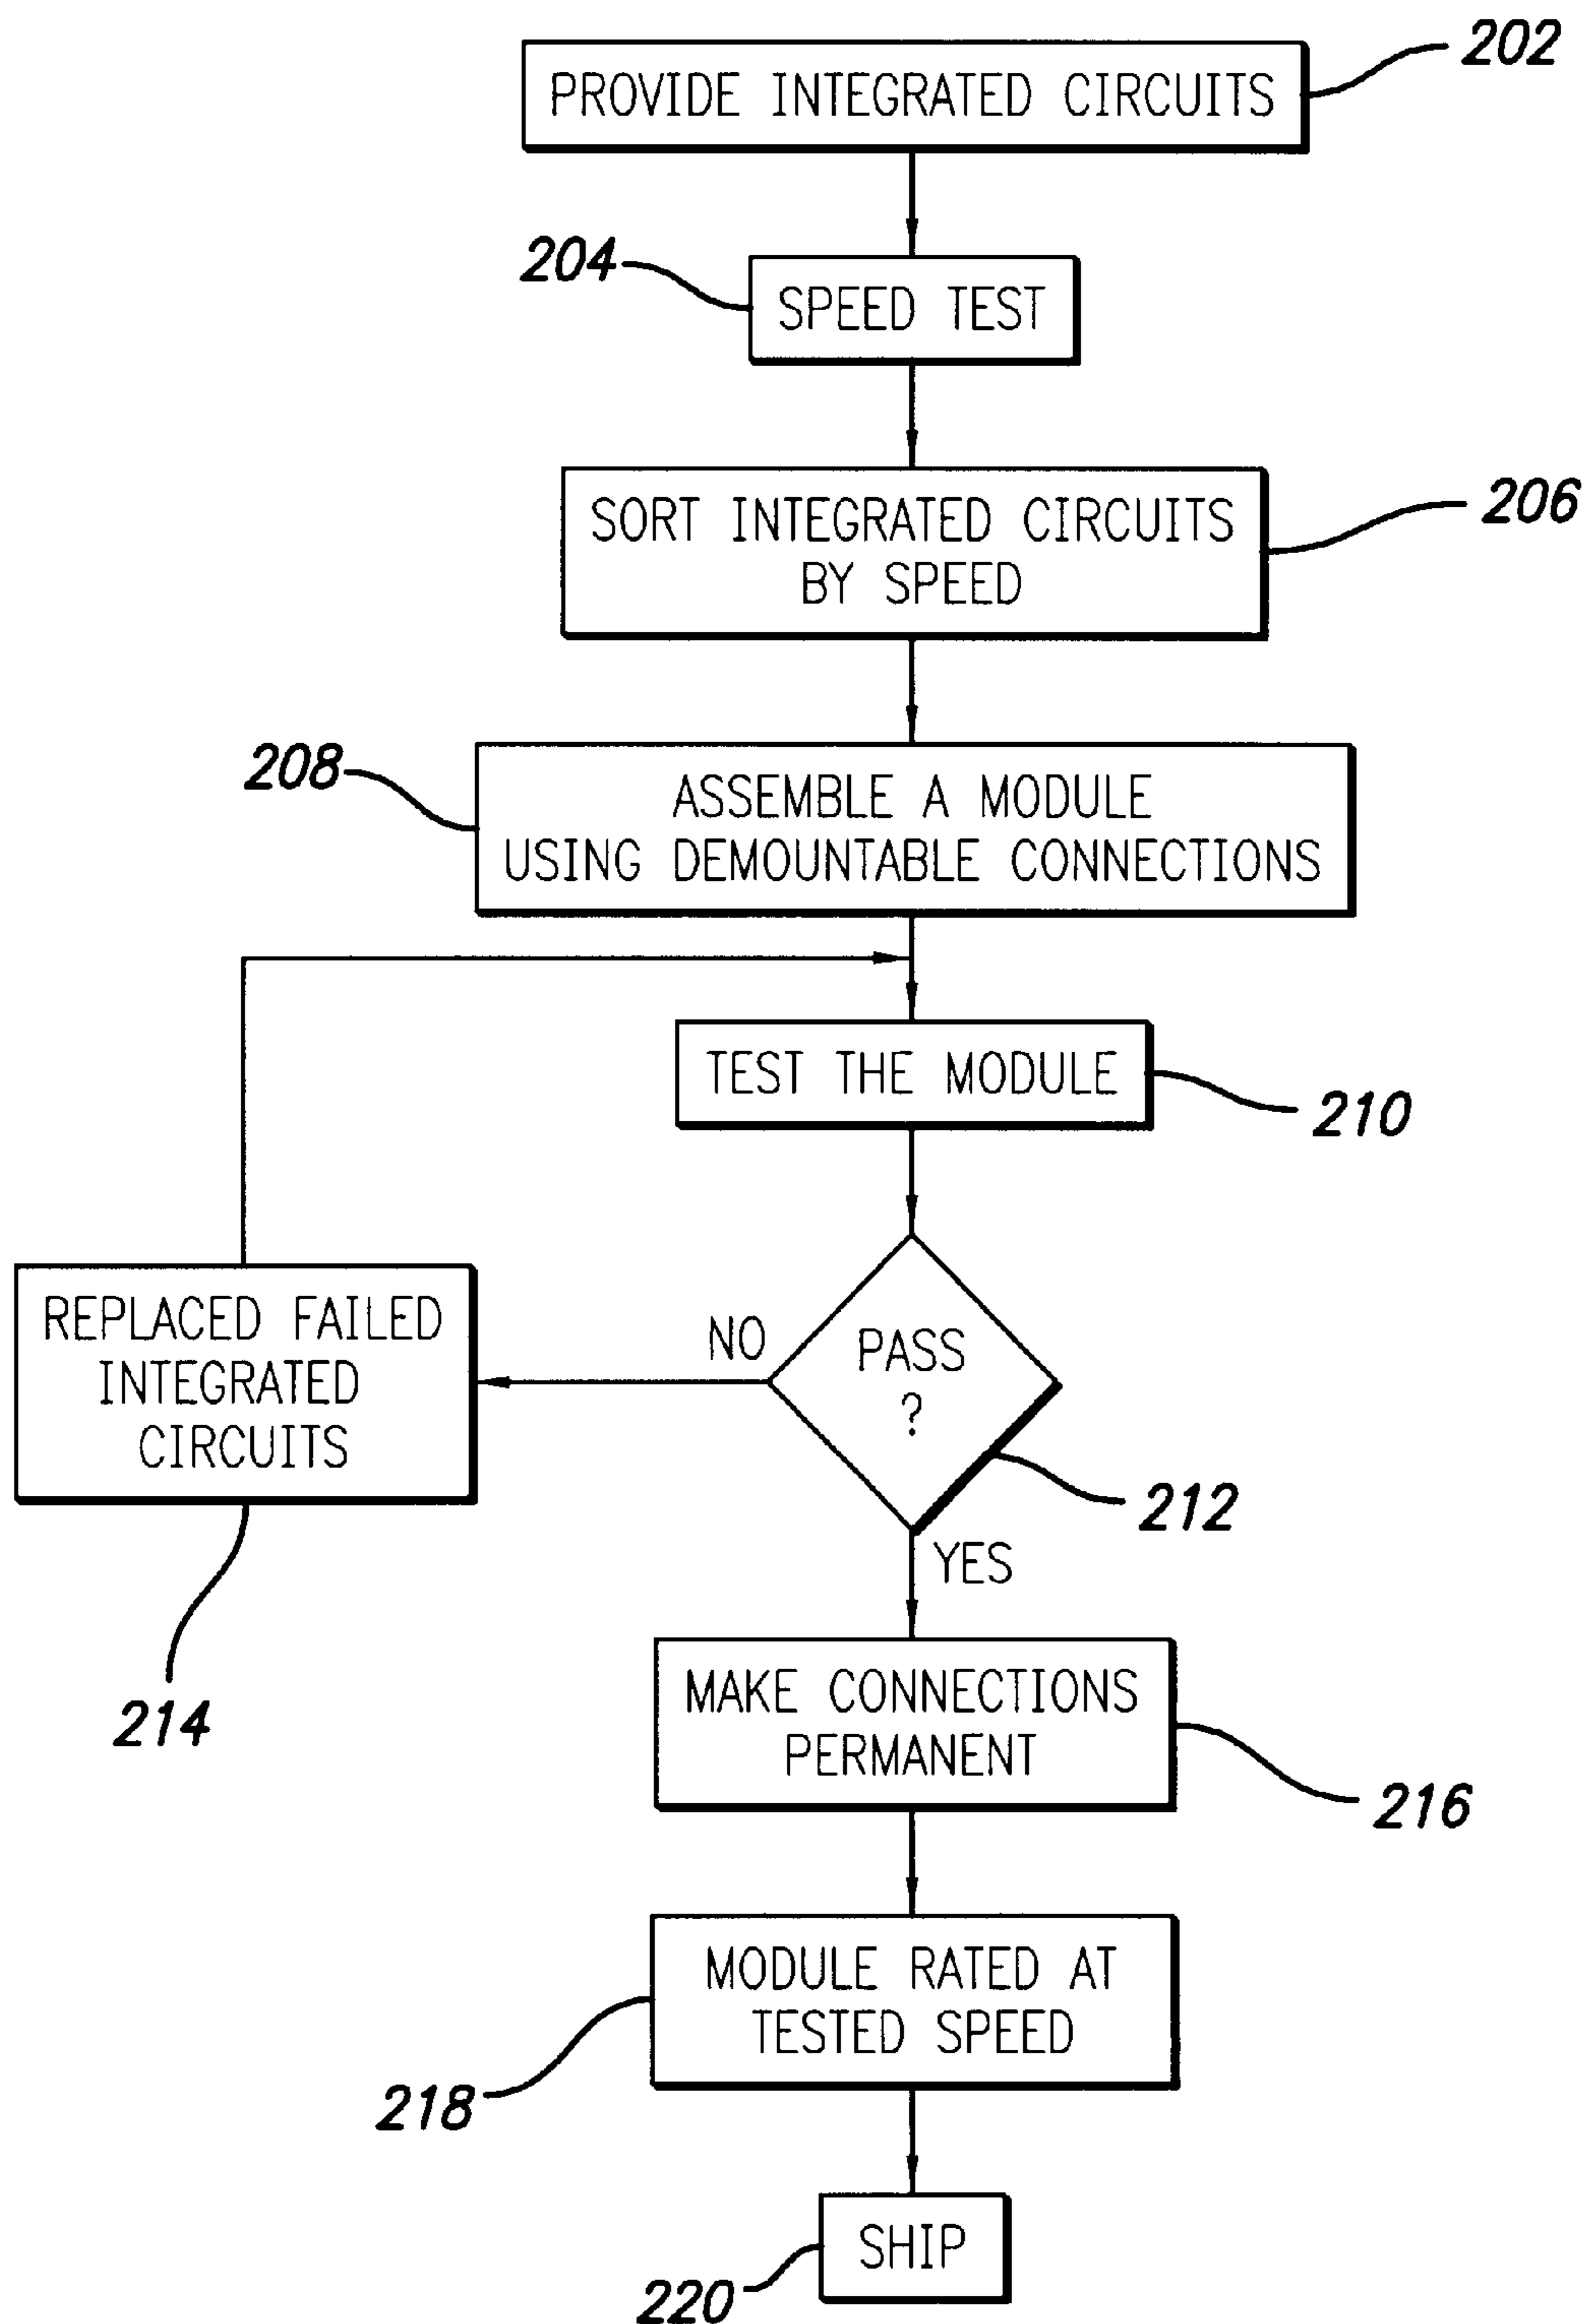 PROVIDE INTEGRATED CIRCUITS
202
204
SPEED TEST
SORT INTEGRATED CIRCUITS
BY SPEED
206
208
ASSEMBLE A MODULE
USING DEMOUNTABLE CONNECTIONS
TEST THE MODULE
210
REPLACED FAILED
INTEGRATED
CIRCUITS
214
NO
PASS
?
212
YES
MAKE CONNECTIONS
PERMANENT
216
MODULE RATED AT
TESTED SPEED
218
SHIP
220